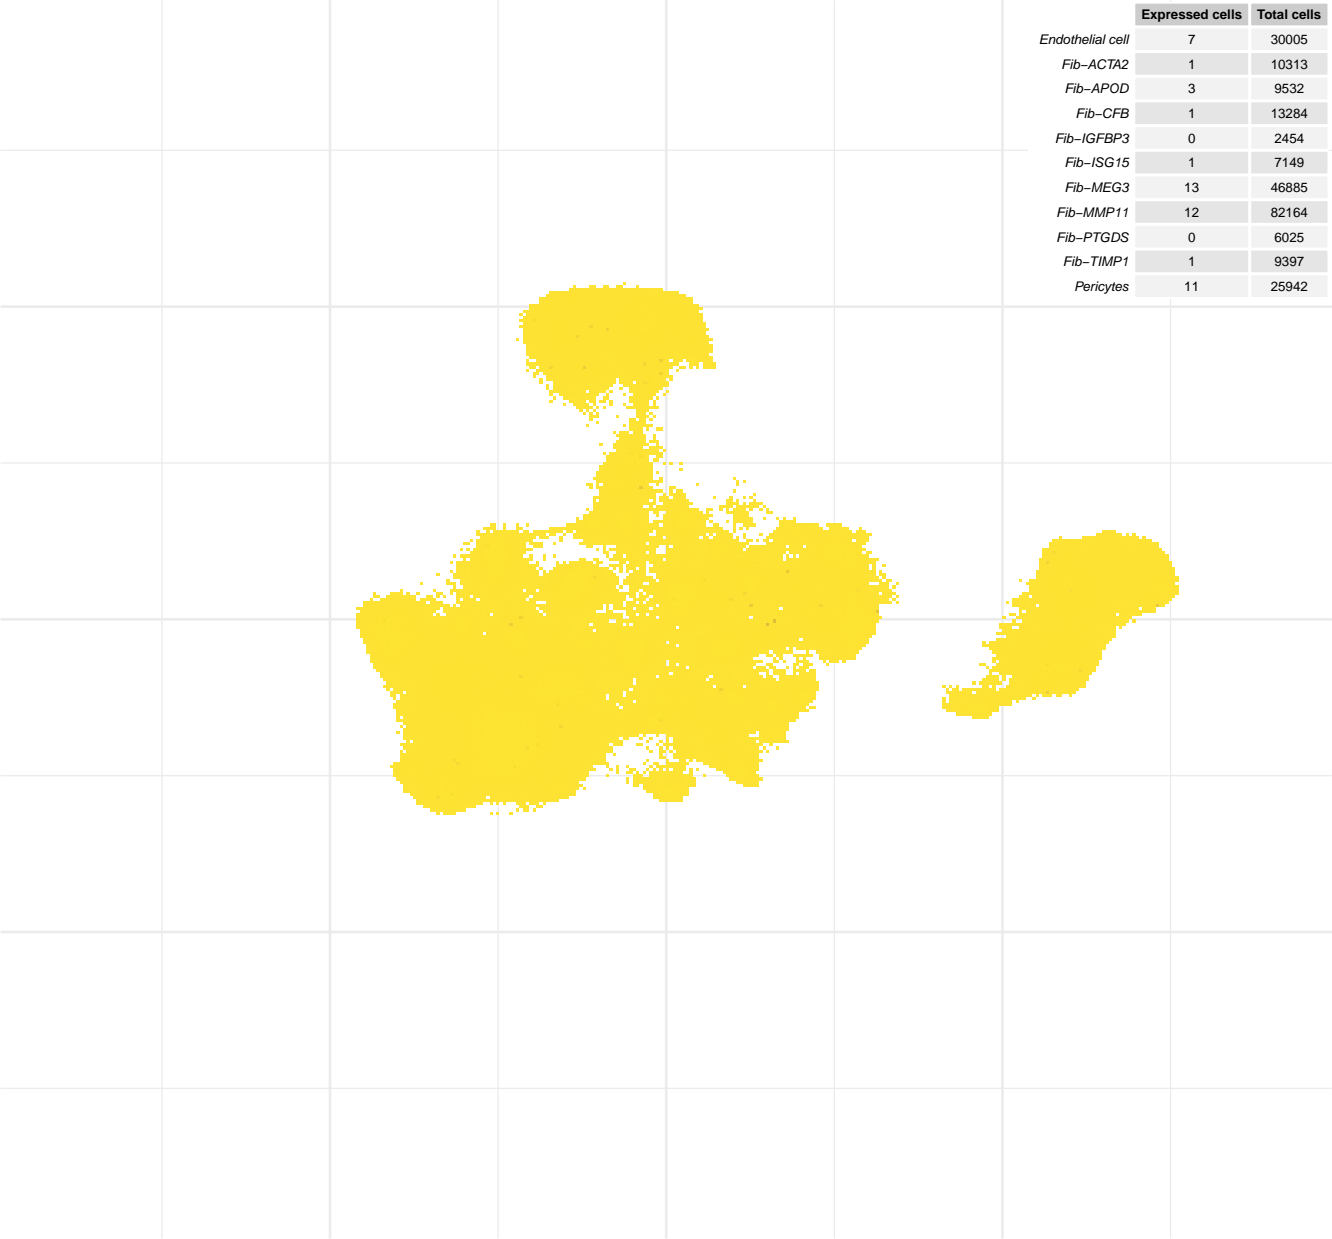 Expressed cells Total cells
Endothelial cell 7 30005
Fib−ACTA2 1 10313
Fib−APOD 3 9532
Fib−CFB 1 13284
Fib−IGFBP3 0 2454
Fib−ISG15 1 7149
Fib−MEG3 13 46885
Fib−MMP11 12 82164
Fib−PTGDS 0 6025
Fib−TIMP1 1 9397
Pericytes 11 25942